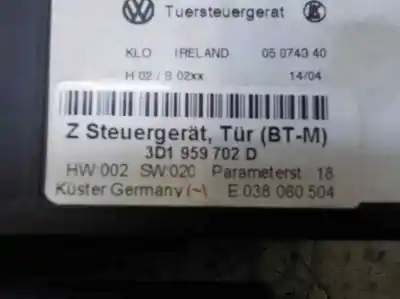 Tuersteuergerat
KLO IRELAND 05 0743 40
H 02 / S 02xx 14/04
Z Steuergerät, Tür (BT-M)
3D1 959 702 D
HW:002 SW:020 Parameterst 18
Küster Germany (~) E 038 060 504